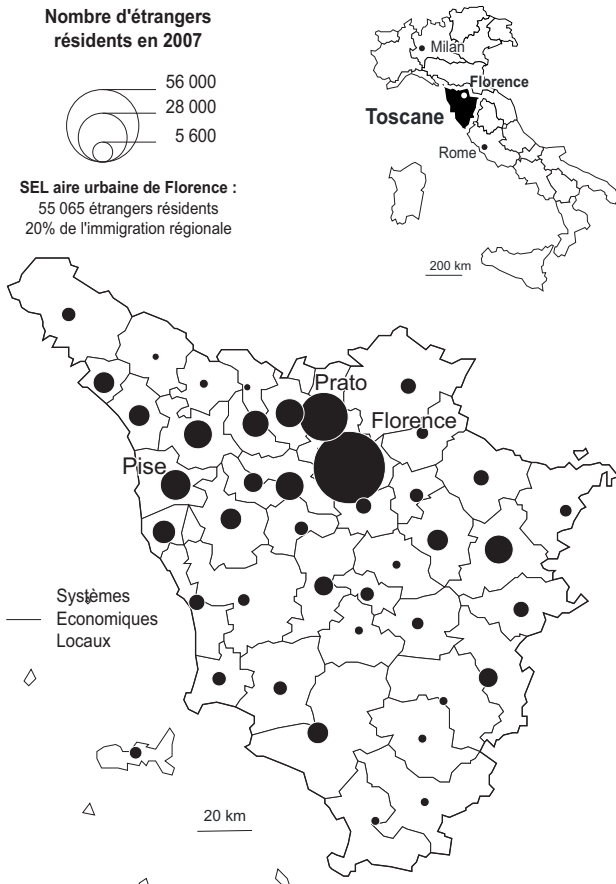 Nombre d'étrangers
résidents en 2007
56 000
28 000
5 600
SEL aire urbaine de Florence :
55 065 étrangers résidents
20% de l'immigration régionale
Milan
Florence
Toscane
Rome
200 km
Prato
Florence
Pise
Systèmes
Economiques
Locaux
20 km